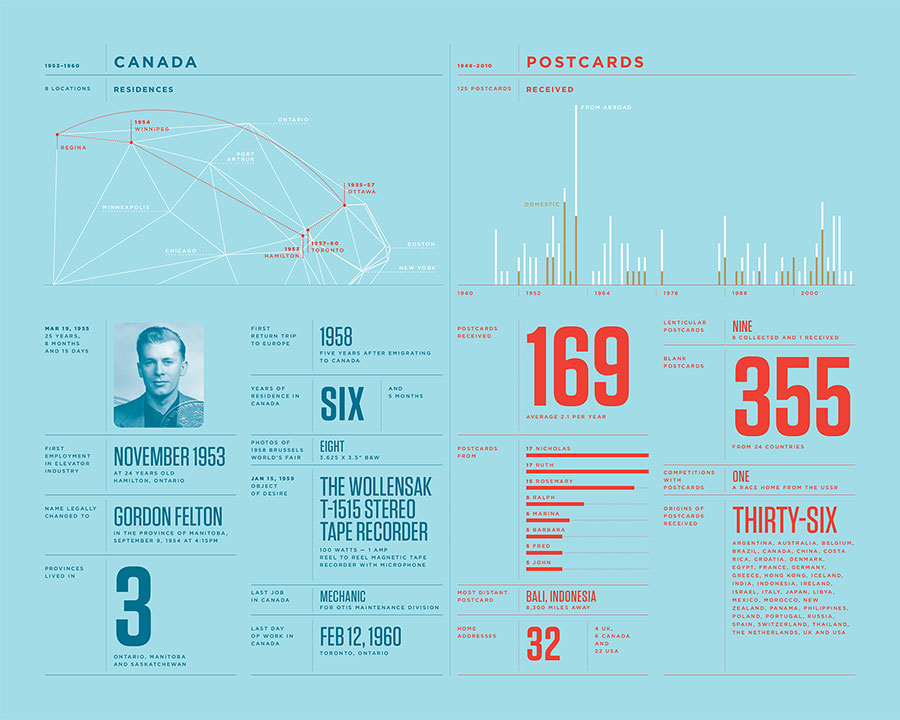 1953–1960
CANADA
8 LOCATIONS
RESIDENCES
ONTARIO
1954
WINNIPEG
REGINA
PORT
ARTHUR
1955–57
OTTAWA
MINNEAPOLIS
CHICAGO
1953
HAMILTON
1957–60
TORONTO
BOSTON
NEW YORK
MAR 19, 1955
25 YEARS,
8 MONTHS
AND 15 DAYS
FIRST
EMPLOYMENT
IN ELEVATOR
INDUSTRY
NOVEMBER 1953
AT 24 YEARS OLD
HAMILTON, ONTARIO
NAME LEGALLY
CHANGED TO
GORDON FELTON
IN THE PROVINCE OF MANITOBA,
SEPTEMBER 9, 1954 AT 4:15PM
PROVINCES
LIVED IN
3
ONTARIO, MANITOBA
AND SASKATCHEWAN
FIRST
RETURN TRIP
TO EUROPE
1958
FIVE YEARS AFTER EMIGRATING
TO CANADA
YEARS OF
RESIDENCE IN
CANADA
SIX
AND
5 MONTHS
PHOTOS OF
1958 BRUSSELS
WORLD'S FAIR
EIGHT
3.625 X 3.5" B&W
JAN 15, 1959
OBJECT
OF DESIRE
THE WOLLENSAK
T-1515 STEREO
TAPE RECORDER
100 WATTS — 1 AMP
REEL TO REEL MAGNETIC TAPE
RECORDER WITH MICROPHONE
LAST JOB
IN CANADA
MECHANIC
FOR OTIS MAINTENANCE DIVISION
LAST DAY
OF WORK IN
CANADA
FEB 12, 1960
TORONTO, ONTARIO
1948–2010
POSTCARDS
125 POSTCARDS
RECEIVED
FROM ABROAD
DOMESTIC
1940
1952
1964
1976
1988
2000
POSTCARDS
RECEIVED
169
AVERAGE 2.1 PER YEAR
POSTCARDS
FROM
17 NICHOLAS
17 RUTH
15 ROSEMARY
8 RALPH
6 MARINA
5 BARBARA
5 FRED
5 JOHN
MOST DISTANT
POSTCARD
BALI, INDONESIA
8,300 MILES AWAY
HOME
ADDRESSES
32
4 UK,
6 CANADA
AND
22 USA
LENTICULAR
POSTCARDS
NINE
8 COLLECTED AND 1 RECEIVED
BLANK
POSTCARDS
355
FROM 24 COUNTRIES
COMPETITIONS
WITH
POSTCARDS
ONE
A RACE HOME FROM THE USSR
ORIGINS OF
POSTCARDS
RECEIVED
THIRTY-SIX
ARGENTINA, AUSTRALIA, BELGIUM,
BRAZIL, CANADA, CHINA, COSTA
RICA, CROATIA, DENMARK,
EGYPT, FRANCE, GERMANY,
GREECE, HONG KONG, ICELAND,
INDIA, INDONESIA, IRELAND,
ISRAEL, ITALY, JAPAN, LIBYA,
MEXICO, MOROCCO, NEW
ZEALAND, PANAMA, PHILIPPINES,
POLAND, PORTUGAL, RUSSIA,
SPAIN, SWITZERLAND, THAILAND,
THE NETHERLANDS, UK AND USA